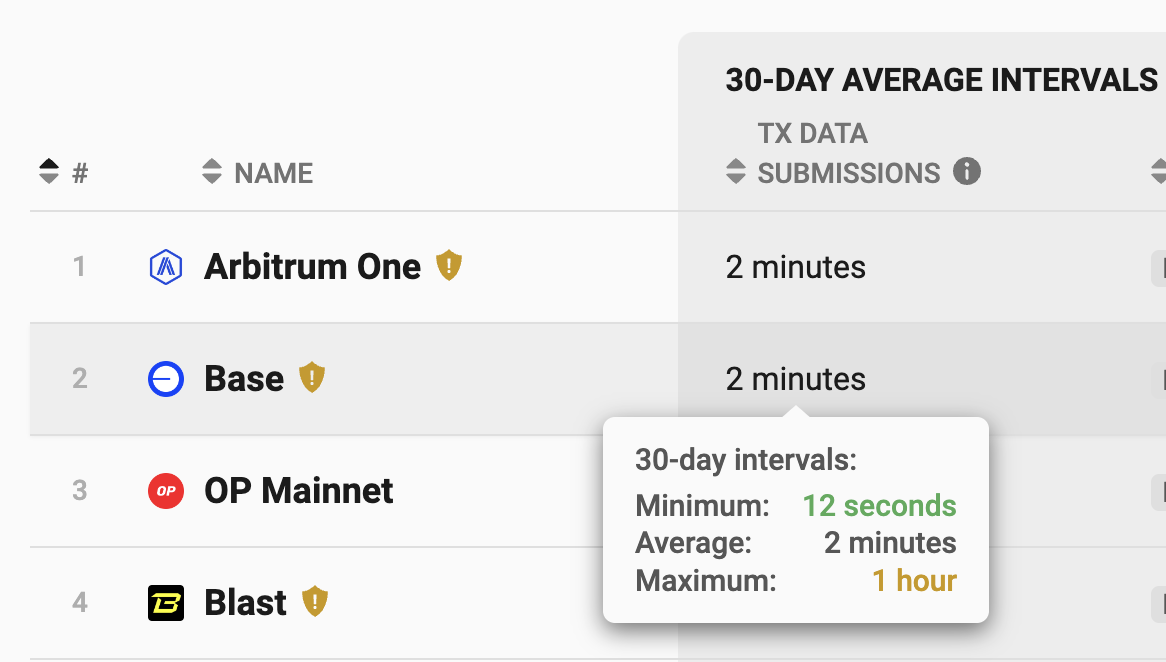 30-DAY AVERAGE INTERVALS
# NAME TX DATA SUBMISSIONS
1 Arbitrum One 2 minutes
2 Base 2 minutes
30-day intervals:
Minimum: 12 seconds
Average: 2 minutes
Maximum: 1 hour
3 OP OP Mainnet
4 B Blast